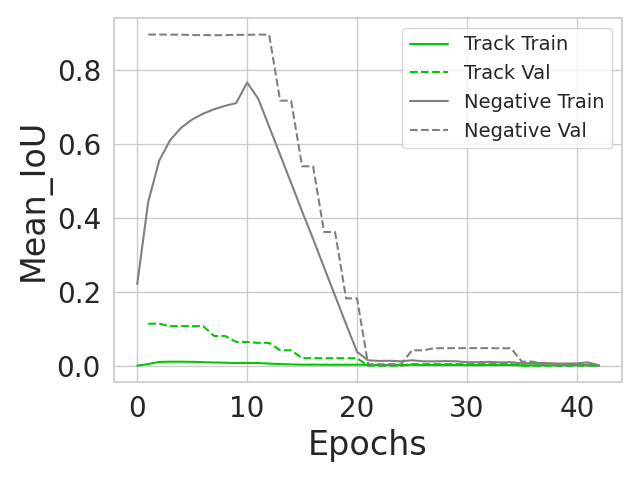 Track Train
Track Val
Negative Train
Negative Val
Mean_IoU
0.8
0.6
0.4
0.2
0.0
0 10 20 30 40
Epochs